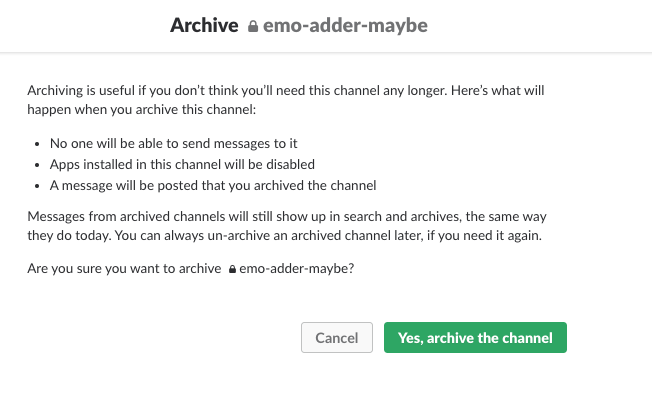 Archive emo-adder-maybe
Archiving is useful if you don’t think you’ll need this channel any longer. Here’s what will
happen when you archive this channel:
• No one will be able to send messages to it
• Apps installed in this channel will be disabled
• A message will be posted that you archived the channel
Messages from archived channels will still show up in search and archives, the same way
they do today. You can always un-archive an archived channel later, if you need it again.
Are you sure you want to archive emo-adder-maybe?
Cancel Yes, archive the channel